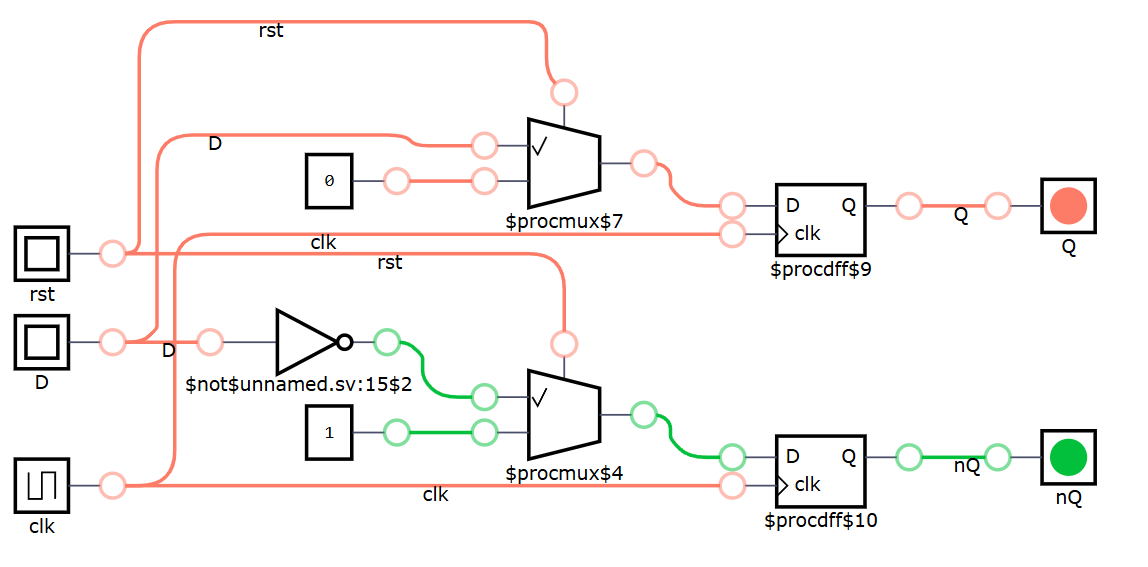 rst
D
0
$procmux$7
D Q
clk
$procdff$9
Q
Q
clk
rst
rst
D
D
$not$unnamed.sv:15$2
1
$procmux$4
D Q
clk
$procdff$10
nQ
nQ
clk
clk